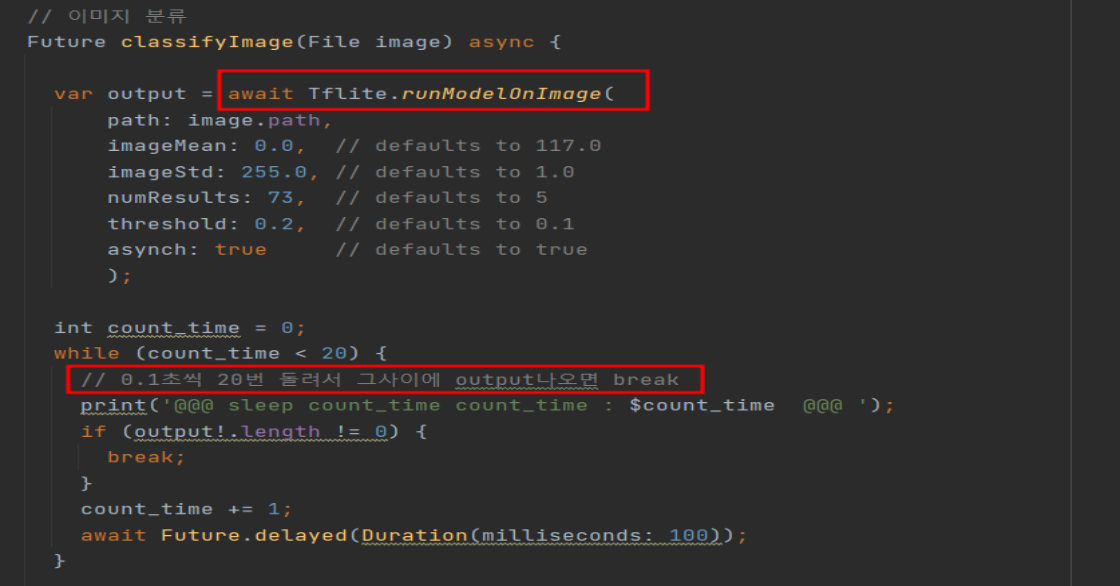 // 이미지 분류
Future classifyImage(File image) async {
var output = await Tflite.runModelOnImage(
path: image.path,
imageMean: 0.0, // defaults to 117.0
imageStd: 255.0, // defaults to 1.0
numResults: 73, // defaults to 5
threshold: 0.2, // defaults to 0.1
asynch: true // defaults to true
);
int count_time = 0;
while (count_time < 20) {
// 0.1초씩 20번 돌려서 그사이에 output나오면 break
print('@@@ sleep count_time count_time : $count_time @@@ ');
if (output!.length != 0) {
break;
}
count_time += 1;
await Future.delayed(Duration(milliseconds: 100));
}